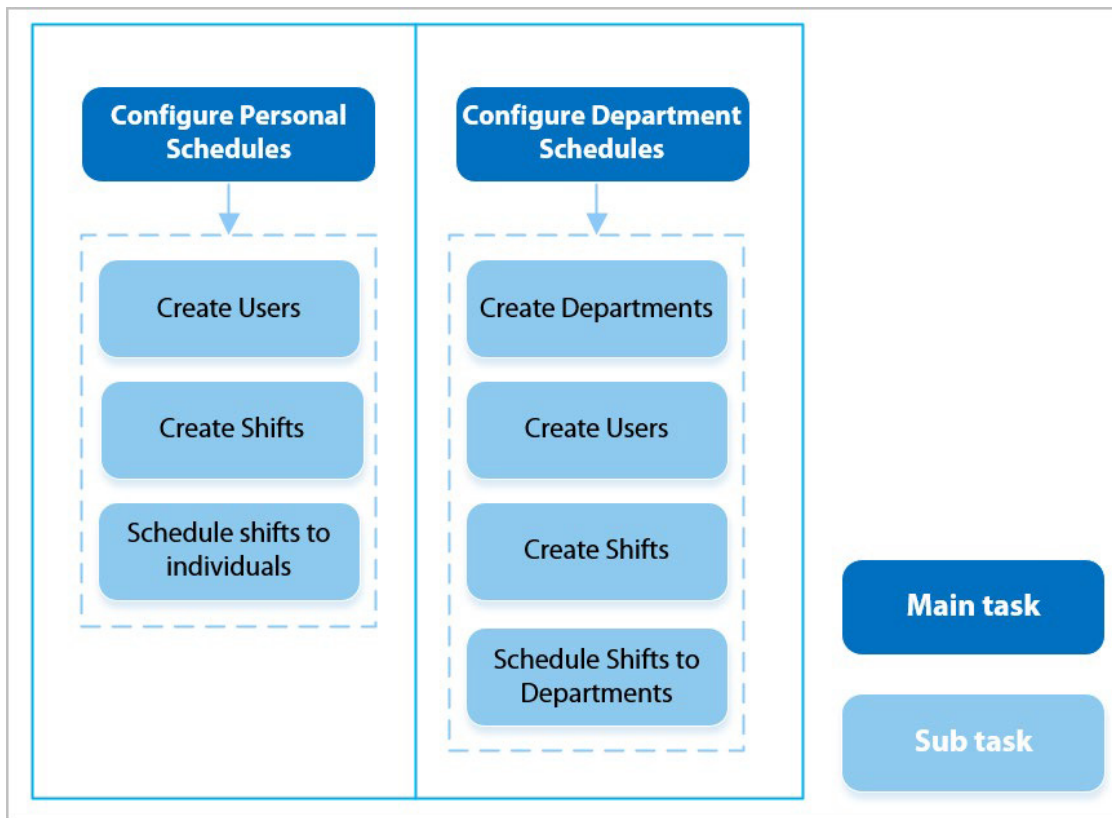 Configure Personal
Schedules
Create Users
Create Shifts
Schedule shifts to
individuals
Configure Department
Schedules
Create Departments
Create Users
Create Shifts
Schedule Shifts to
Departments
Main task
Sub task